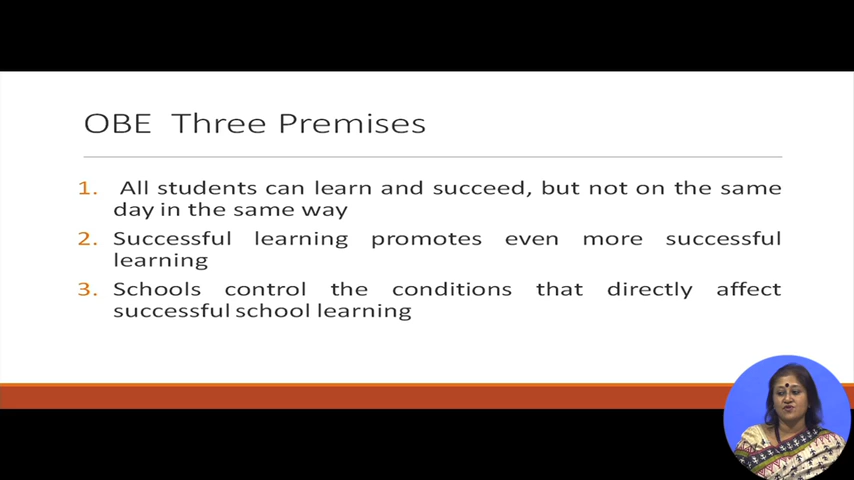 OBE Three Premises
1. All students can learn and succeed, but not on the same
day in the same way
2. Successful learning promotes even more successful
learning
3. Schools control the conditions that directly affect
successful school learning